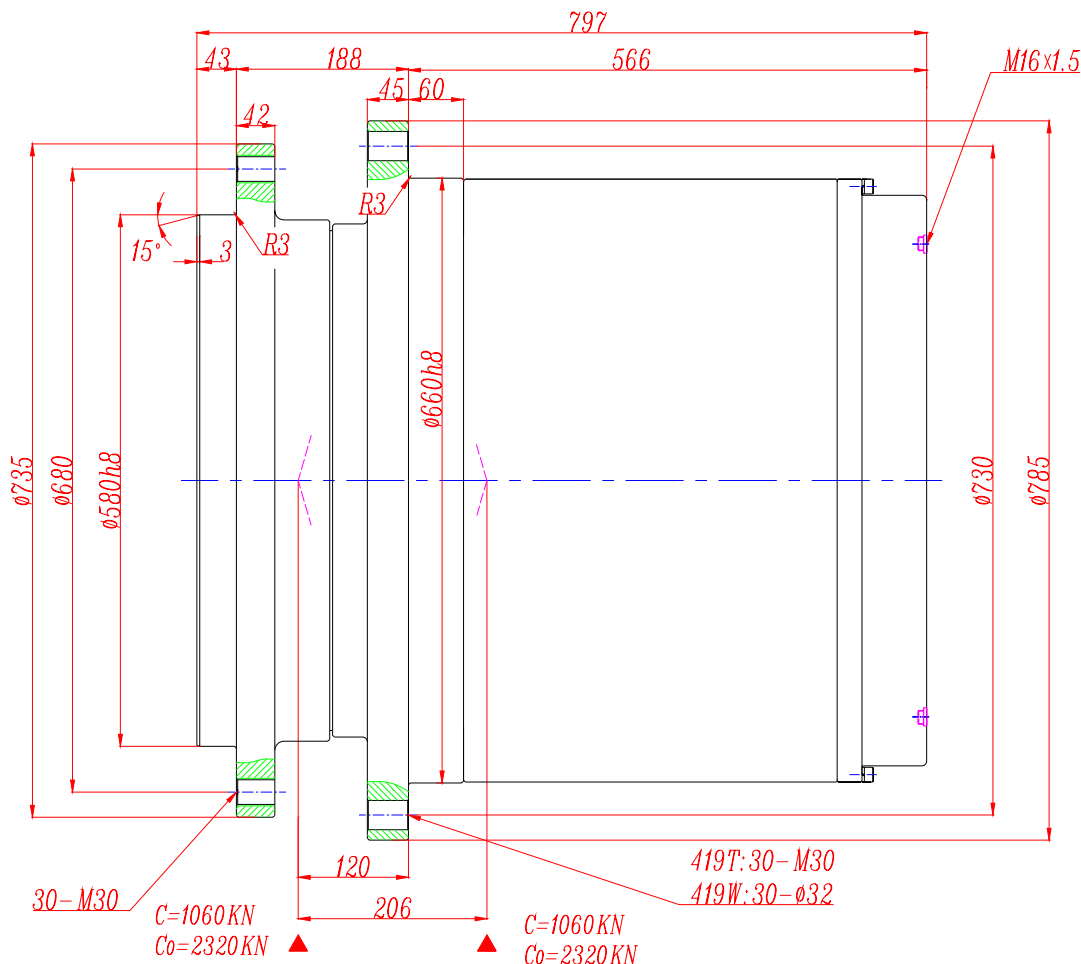 797
43
188
566
M16×1.5
45
60
42
R3
R3
15°
3
ø735
ø680
ø580h8
ø660h8
ø730
ø785
120
419T:30-M30
419W:30-ø32
30-M30
206
C=1060KN
Co=2320KN
C=1060KN
Co=2320KN